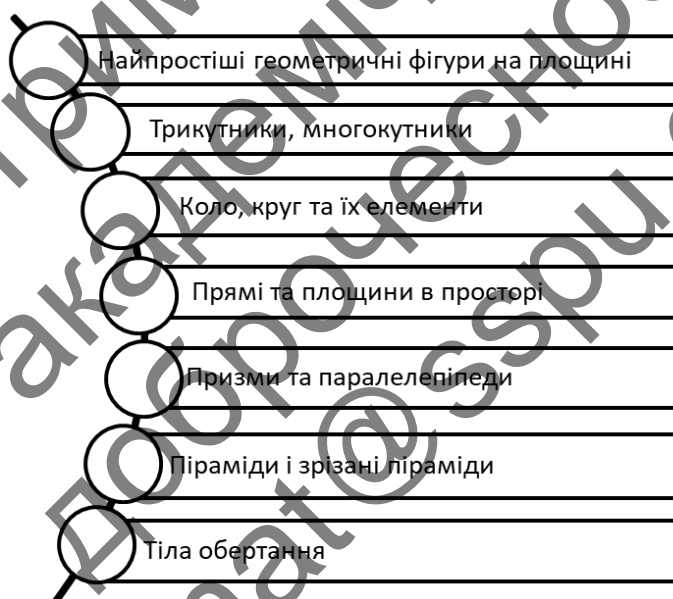 Найпростіші геометричні фігури на площині
Трикутники, многокутники
Коло, круг та їх елементи
Прямі та площини в просторі
Призми та паралелепіпеди
Піраміди і зрізані піраміди
Тіла обертання